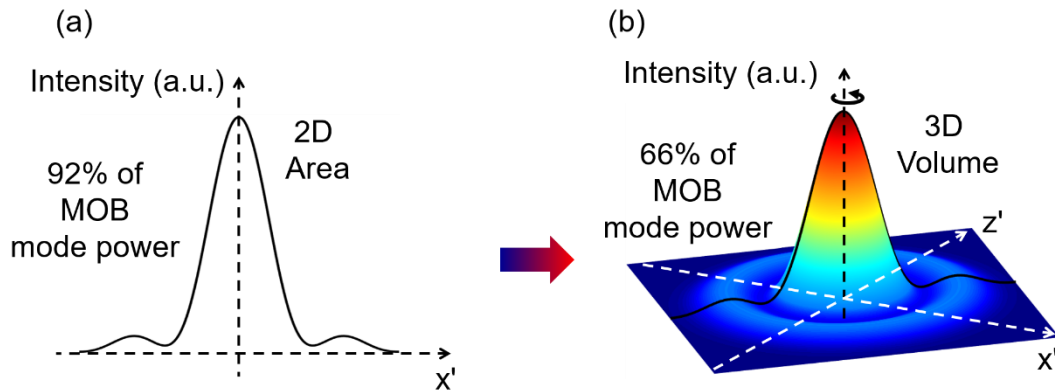 (a)
Intensity (a.u.)
2D
Area
92% of
MOB
mode power
x'
(b)
Intensity (a.u.)
3D
Volume
66% of
MOB
mode power
z'
x'